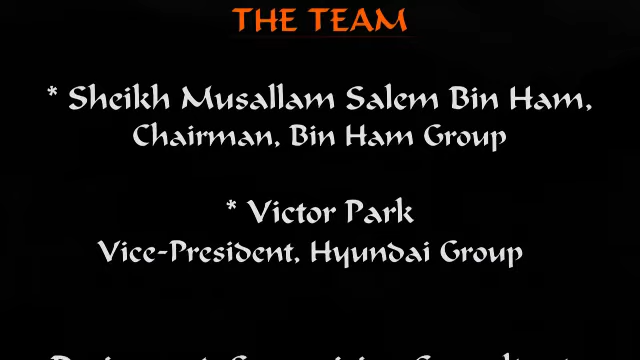 THE TEAM
* Sheikh Musallam Salem Bin Ham,
Chairman, Bin Ham Group
* Victor Park
Vice-President, Hyundai Group